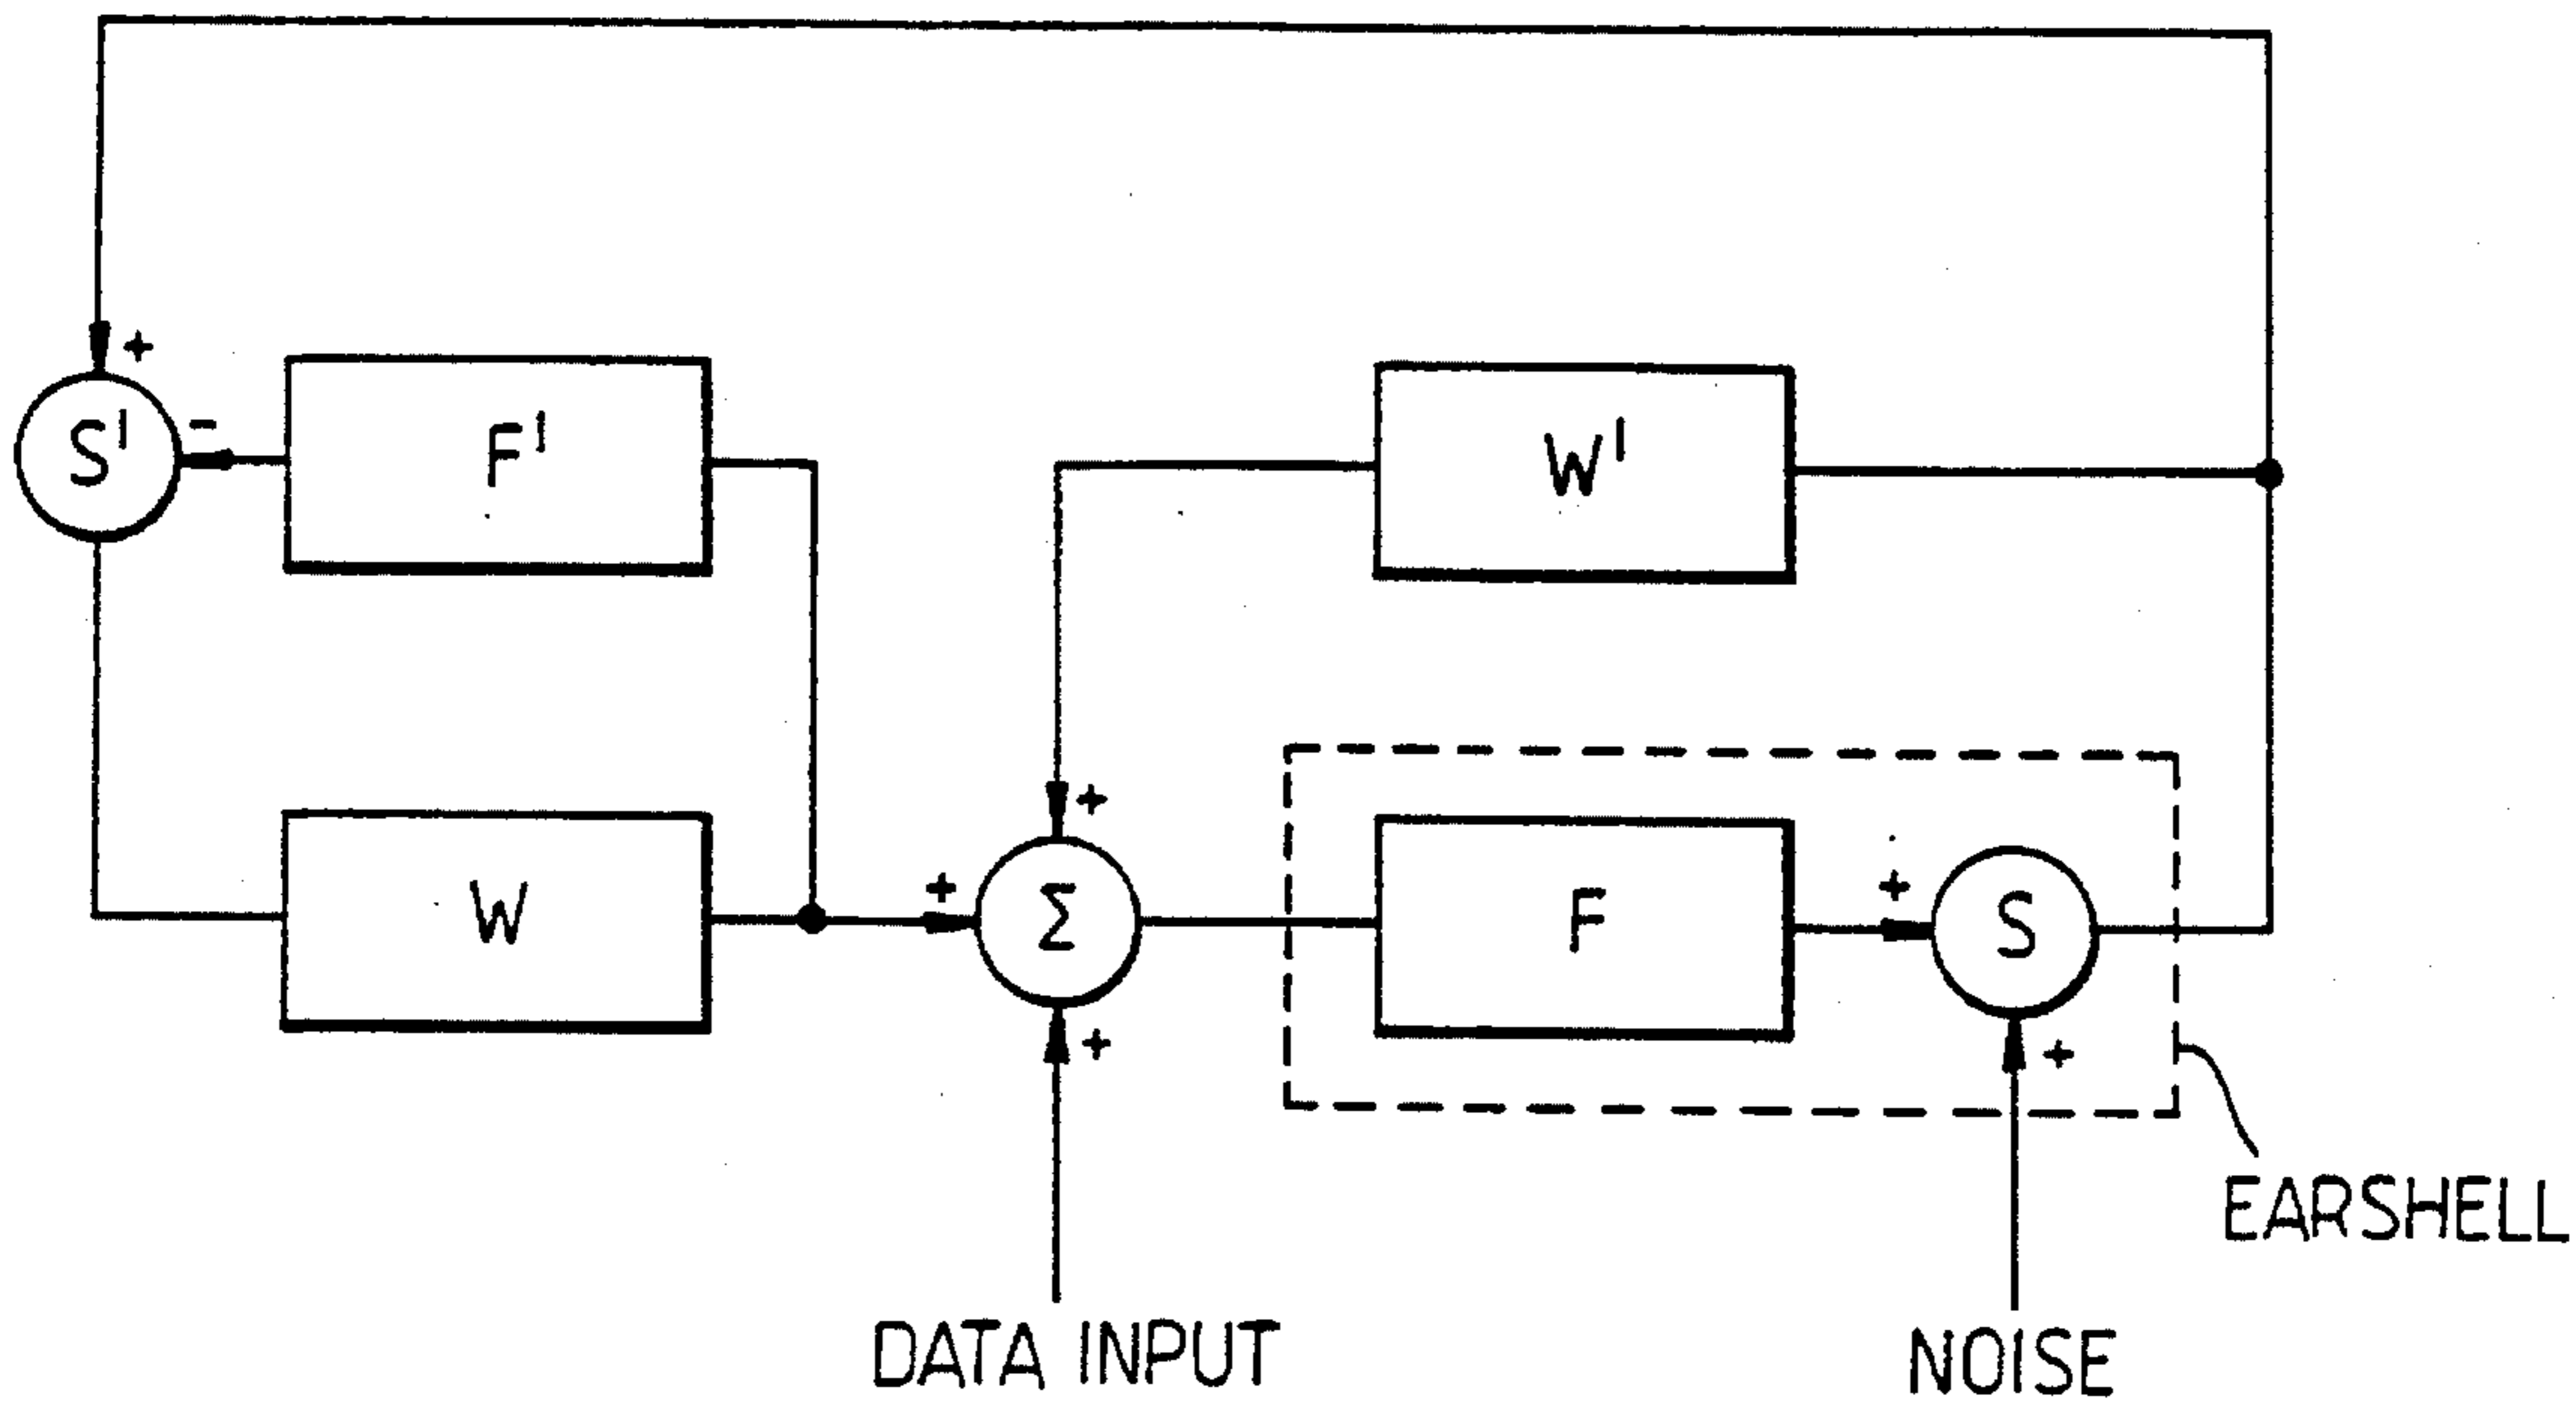 +
S'
-
F'
W'
+
W
+
Σ
F
+
S
+
+
EARSHELL
DATA INPUT
NOISE